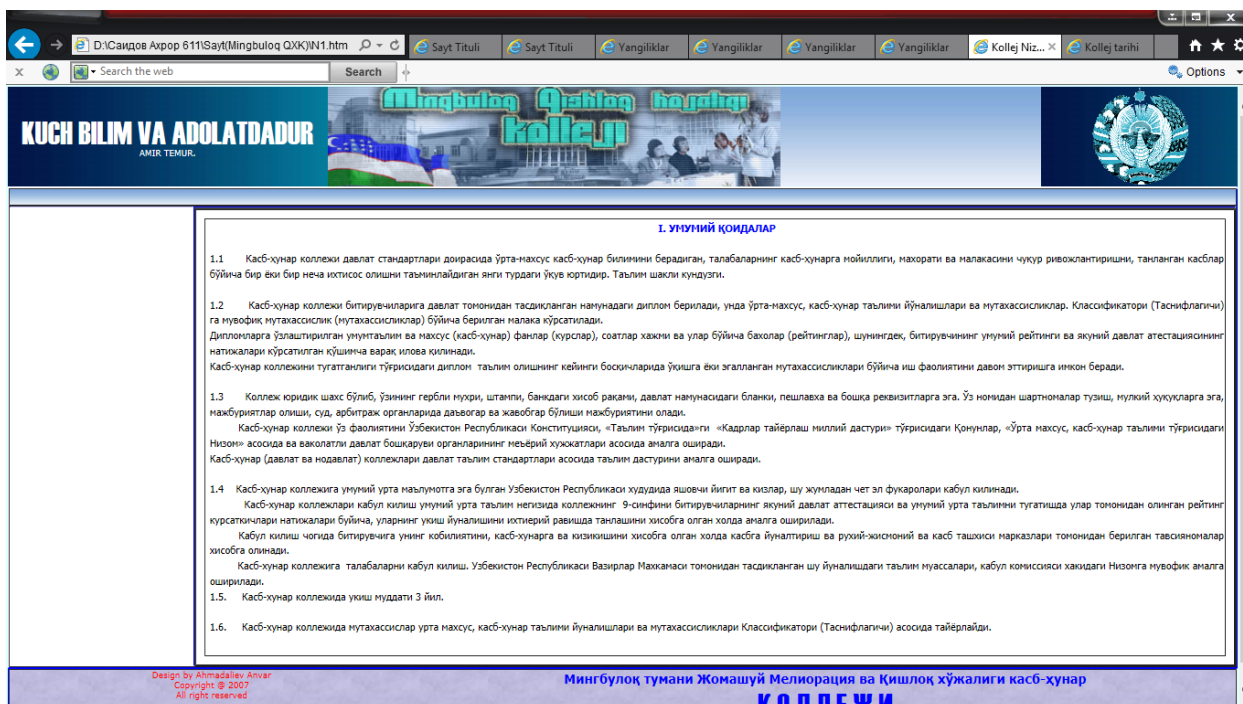 D:\Саидов Ахрор 611\Sayt(Mingbuloq QXK)\N1.htm
Sayt Tituli
Sayt Tituli
Yangiliklar
Yangiliklar
Yangiliklar
Yangiliklar
Kollej Niz...
Kollej tarihi
x
Search the web
Search
Options
KUCH BILIM VA ADOLATDADUR
AMIR TEMUR.
Mingbuloq Qishloq hojaligi
kolleji
I. УМУМИЙ ҚОИДАЛАР
1.1 Касб-ҳунар коллежи давлат стандартлари доирасида ўрта-махсус касб-ҳунар билимини берадиган, талабаларнинг касб-ҳунарга мойиллиги, махорати ва малакасини чуқур ривожлантиришни, танланган касблар
бўйича бир ёки бир неча ихтисос олишни таъминлайдиган янги турдаги ўқув юртидир. Таълим шакли кундузги.
1.2 Касб-ҳунар коллежи битирувчиларига давлат томонидан тасдиқланган намунадаги диплом берилади, унда ўрта-махсус, касб-ҳунар таълими йўналишлари ва мутахассисликлар. Классификатори (Таснифлагичи)
га мувофиқ мутахассислик (мутахассисликлар) бўйича берилган малака кўрсатилади.
Дипломларга ўзлаштирилган умумтаълим ва махсус (касб-ҳунар) фанлар (курслар), соатлар хажми ва улар бўйича бахолар (рейтинглар), шунингдек, битирувчининг умумий рейтинги ва якуний давлат атестациясининг
натижалари кўрсатилган қўшимча варақ илова қилинади.
Касб-ҳунар коллежини тугатганлиги тўғрисидаги диплом таълим олишнинг кейинги босқичларида ўқишга ёки эгалланган мутахассисликлари бўйича иш фаолиятини давом эттиришга имкон беради.
1.3 Коллеж юридик шахс бўлиб, ўзининг гербли мухри, штампи, банкдаги хисоб рақами, давлат намунасидаги бланки, пешлавха ва бошқа реквизитларга эга. Ўз номидан шартномалар тузиш, мулкий ҳуқуқларга эга,
мажбуриятлар олиши, суд, арбитраж органларида даъвогар ва жавобгар бўлиши мажбуриятини олади.
Касб-ҳунар коллежи ўз фаолиятини Ўзбекистон Республикаси Конституцияси, «Таълим тўғрисида»ги «Кадрлар тайёрлаш миллий дастури» тўғрисидаги Қонунлар, «Ўрта махсус, касб-ҳунар таълими тўғрисидаги
Низом» асосида ва ваколатли давлат бошқаруви органларининг меъёрий хужжатлари асосида амалга оширади.
Касб-ҳунар (давлат ва нодавлат) коллежлари давлат таълим стандартлари асосида таълим дастурини амалга оширади.
1.4 Касб-ҳунар коллежига умумий урта маълумотга эга булган Узбекистон Республикаси худудида яшовчи йигит ва кизлар, шу жумладан чет эл фукаролари кабул килинади.
Касб-ҳунар коллежлари кабул килиш умумий урта таълим негизида коллежнинг 9-синфини битирувчиларнинг якуний давлат аттестацияси ва умумий урта таълимни тугатишда улар томонидан олинган рейтинг
курсаткичлари натижалари буйича, уларнинг укиш йуналишини ихтиерий равишда танлашини хисобга олган холда амалга оширилади.
Кабул килиш чогида битирувчига унинг кобилиятини, касб-ҳунарга ва кизикишини хисобга олган холда касбга йуналтириш ва рухий-жисмоний ва касб ташхиси марказлари томонидан берилган тавсияномалар
хисобга олинади.
Касб-хунар коллежига талабаларни кабул килиш. Узбекистон Республикаси Вазирлар Махкамаси томонидан тасдикланган шу йуналишдаги таълим муассалари, кабул комиссияси хакидаги Низомга мувофик амалга
оширилади.
1.5. Касб-хунар коллежида укиш муддати 3 йил.
1.6. Касб-хунар коллежида мутахассислар урта махсус, касб-ҳунар таълими йуналишлари ва мутахассисликлари Классификатори (Таснифлагичи) асосида тайёрлайди.
Design by Ahmadaliev Anvar
Copyright @ 2007
All right reserved
Мингбулоқ тумани Жомашуй Мелиорация ва Қишлоқ хўжалиги касб-ҳунар
КОЛЛЕЖИ